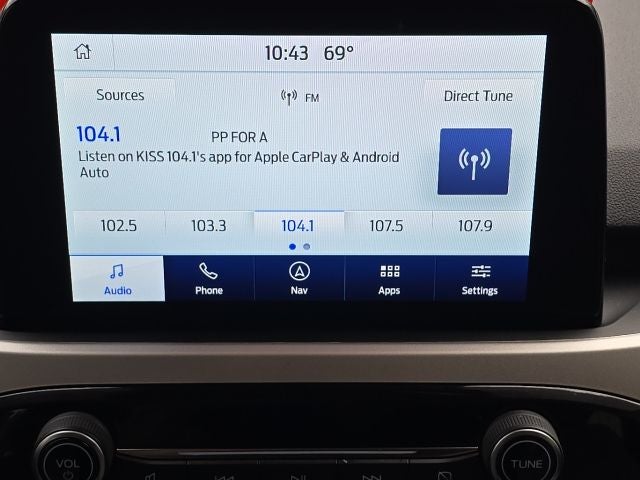 10:43 69°
Sources
FM
Direct Tune
104.1 PP FOR A
Listen on KISS 104.1's app for Apple CarPlay & Android
Auto
102.5 103.3 104.1 107.5 107.9
Audio Phone Nav Apps Settings
VOL TUNE